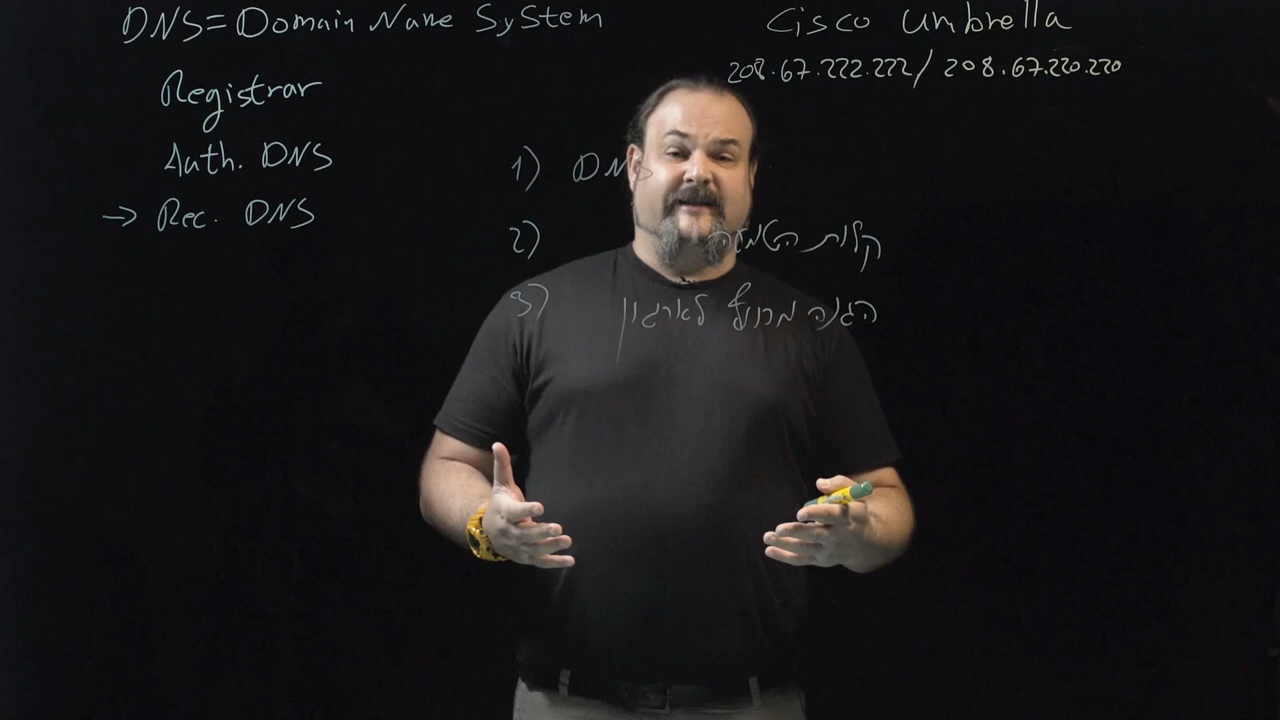 DNS = Domain Name System
Registrar
Auth. DNS
→ Rec. DNS
Cisco Umbrella
208.67.222.222 / 208.67.220.220
1) DNS
2) קלות הטמעה
3) הגנה מחוץ לארגון